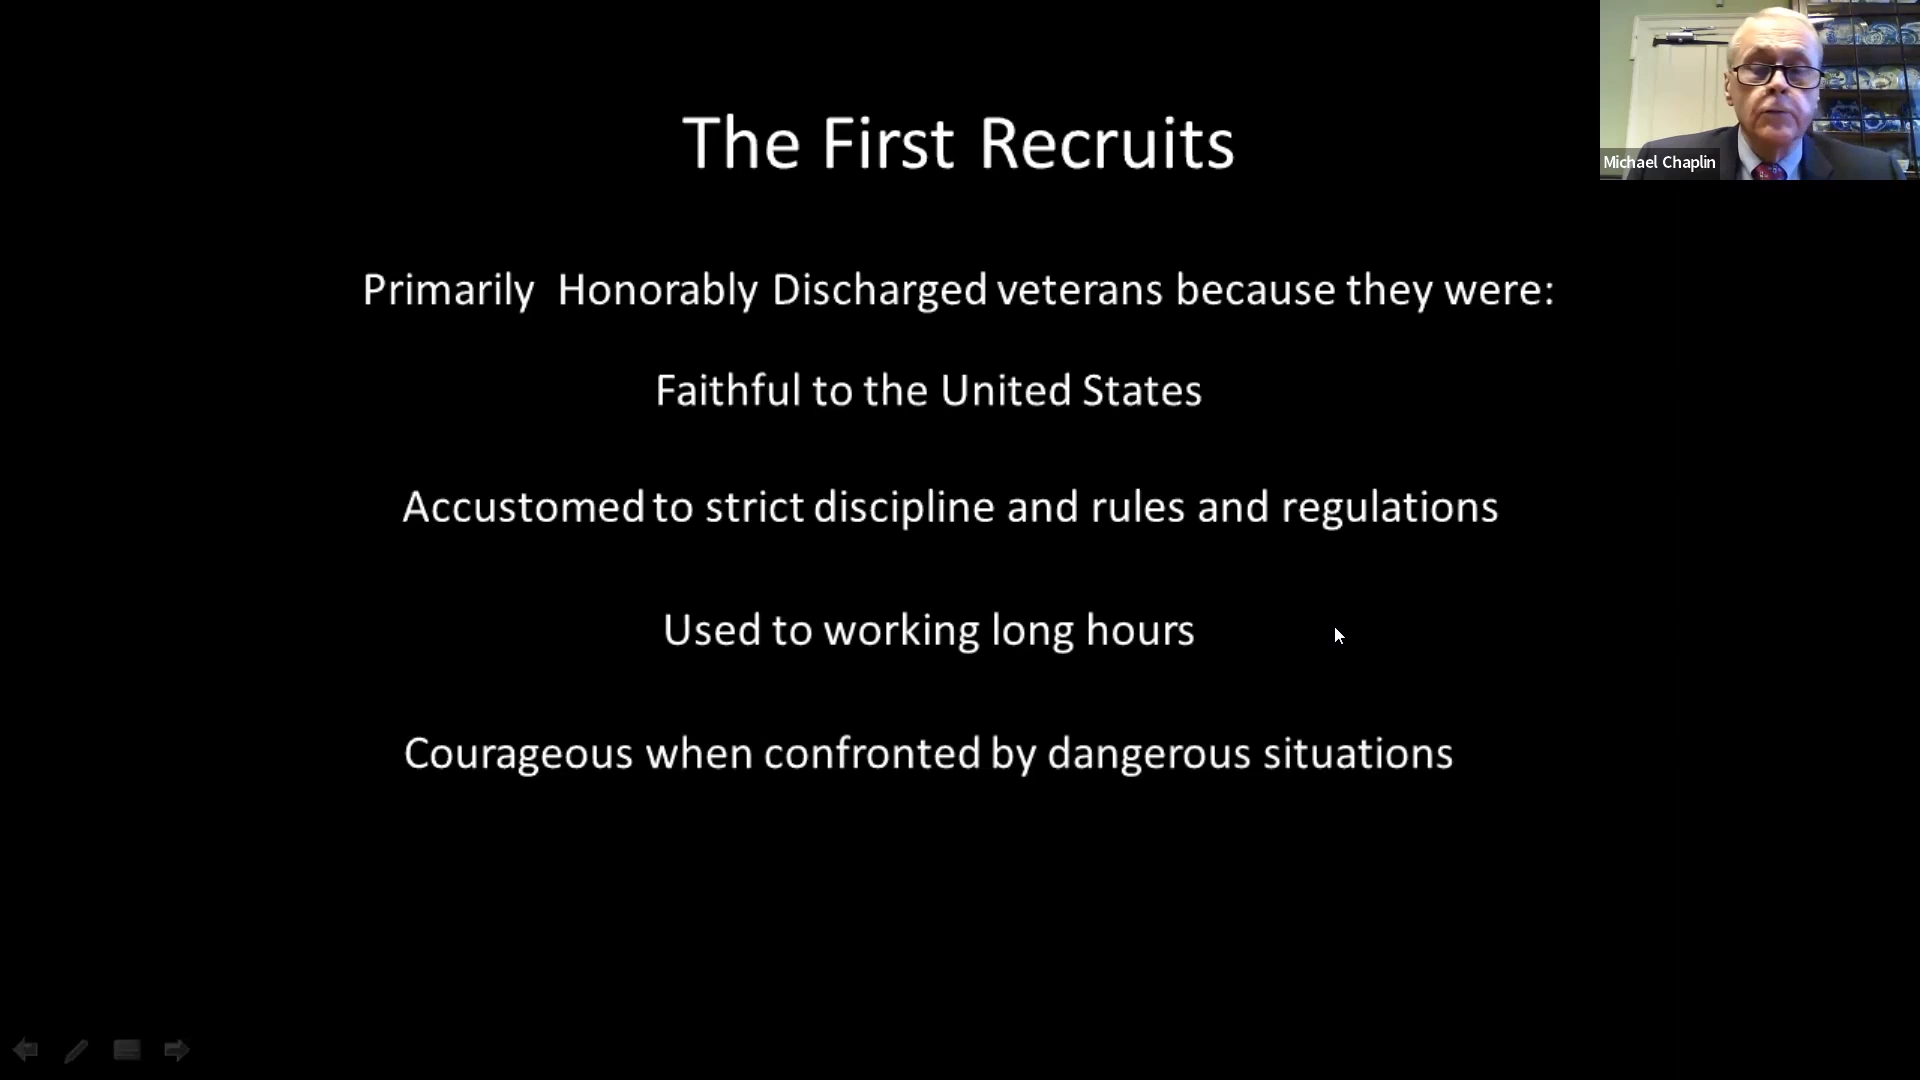 The First Recruits
Michael Chaplin
Primarily Honorably Discharged veterans because they were:
Faithful to the United States
Accustomed to strict discipline and rules and regulations
Used to working long hours
Courageous when confronted by dangerous situations